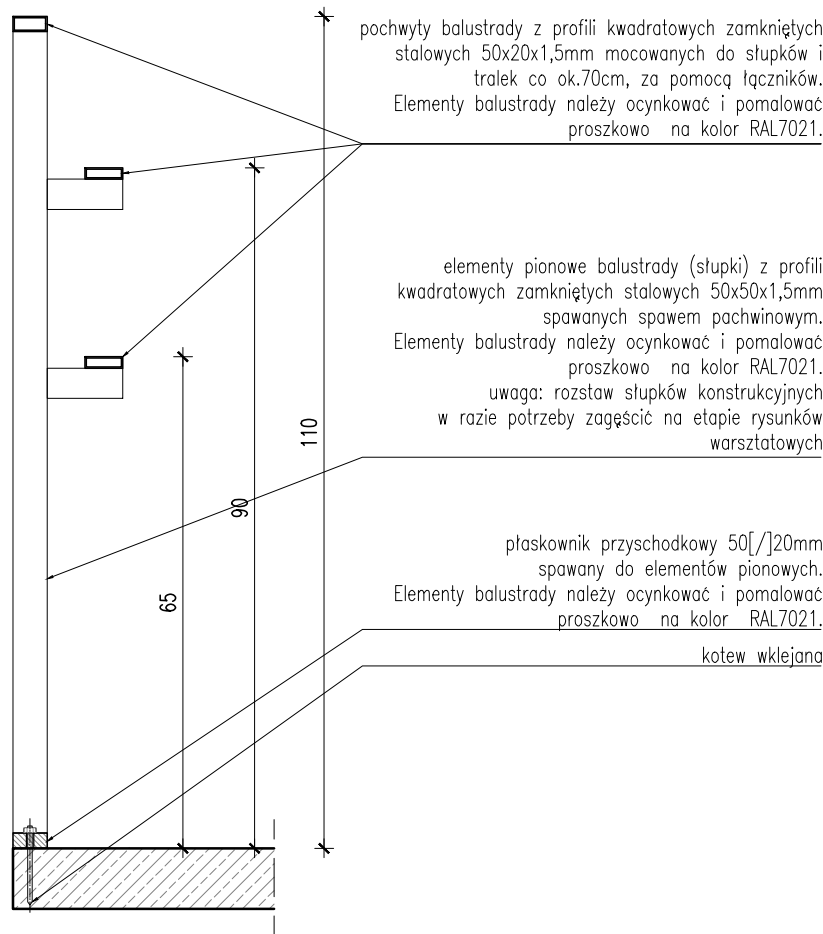 pochwyty balustrady z profili kwadratowych zamkniętych
stalowych 50x20x1,5mm mocowanych do słupków i
tralek co ok.70cm, za pomocą łączników.
Elementy balustrady należy ocynkować i pomalować
proszkowo na kolor RAL7021.
elementy pionowe balustrady (słupki) z profili
kwadratowych zamkniętych stalowych 50x50x1,5mm
spawanych spawem pachwinowym.
Elementy balustrady należy ocynkować i pomalować
proszkowo na kolor RAL7021.
uwaga: rozstaw słupków konstrukcyjnych
w razie potrzeby zagęścić na etapie rysunków
warsztatowych
110
90
65
płaskownik przyschodkowy 50[/]20mm
spawany do elementów pionowych.
Elementy balustrady należy ocynkować i pomalować
proszkowo na kolor RAL7021.
kotew wklejana